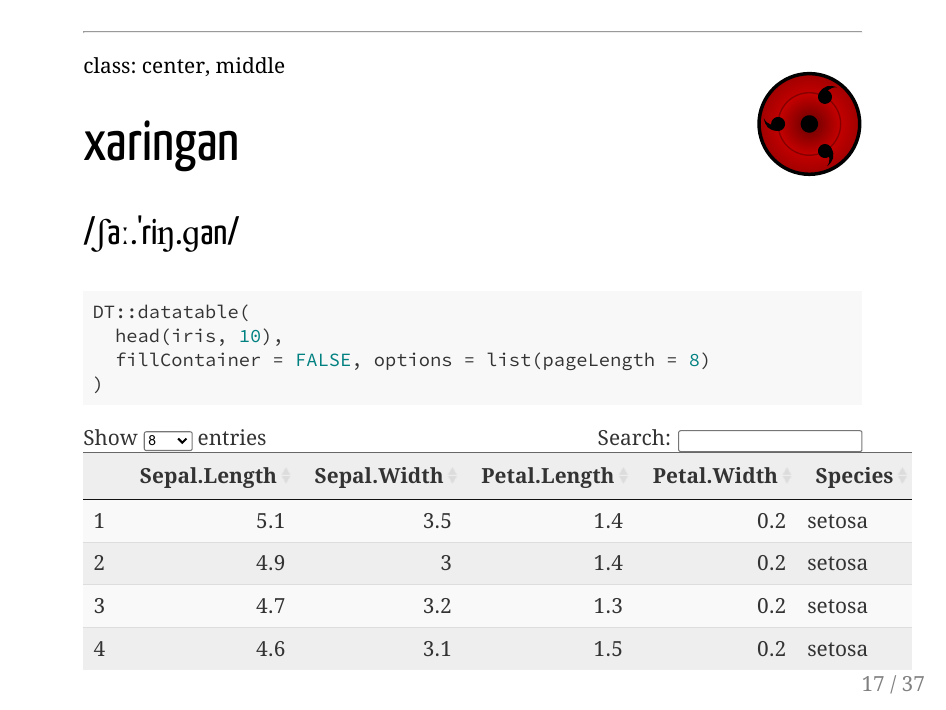 class: center, middle
xaringan
/ʃaː.'riŋ.ɡan/
DT::datatable(
  head(iris, 10),
  fillContainer = FALSE, options = list(pageLength = 8)
)
Show 8 entries Search:
Sepal.Length Sepal.Width Petal.Length Petal.Width Species
1 5.1 3.5 1.4 0.2 setosa
2 4.9 3 1.4 0.2 setosa
3 4.7 3.2 1.3 0.2 setosa
4 4.6 3.1 1.5 0.2 setosa
17 / 37